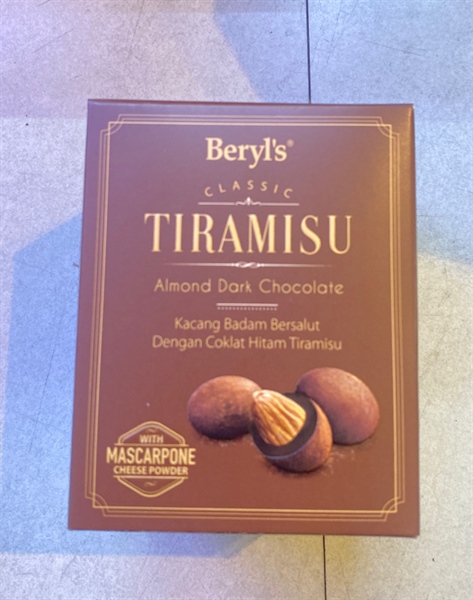 Beryl's®
CLASSIC
TIRAMISU
Almond Dark Chocolate
Kacang Badam Bersalut
Dengan Coklat Hitam Tiramisu
WITH
MASCARPONE
CHEESE POWDER